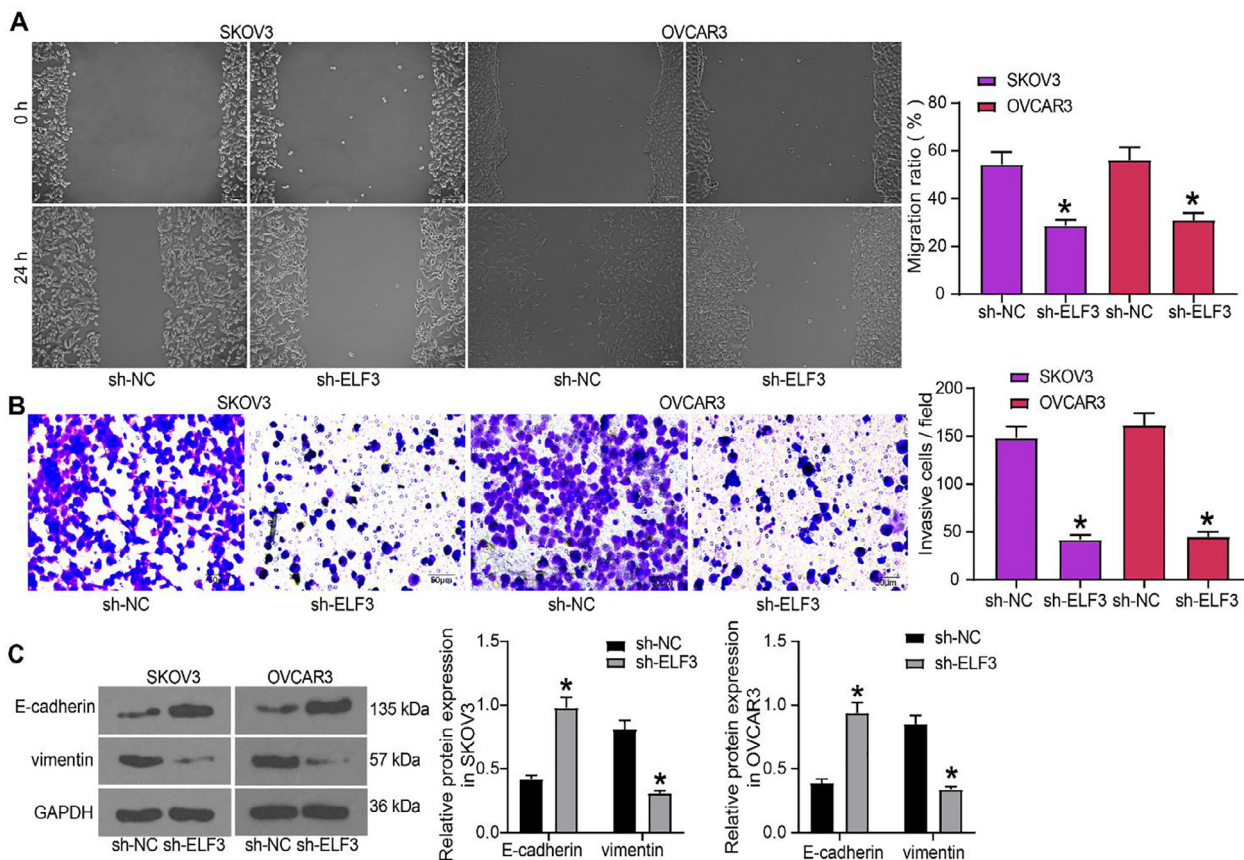 A
SKOV3
OVCAR3
0 h
24 h
sh-NC
sh-ELF3
sh-NC
sh-ELF3
SKOV3
OVCAR3
Migration ratio ( % )
80
60
40
20
0
sh-NC
sh-ELF3
sh-NC
sh-ELF3
*
*
B
SKOV3
OVCAR3
50μm
50μm
sh-NC
sh-ELF3
sh-NC
sh-ELF3
SKOV3
OVCAR3
Invasive cells / field
200
150
100
50
0
*
*
sh-NC
sh-ELF3
sh-NC
sh-ELF3
C
SKOV3
OVCAR3
E-cadherin
135 kDa
vimentin
57 kDa
GAPDH
36 kDa
sh-NC sh-ELF3
sh-NC sh-ELF3
Relative protein expression
in SKOV3
1.5
1.0
0.5
0.0
sh-NC
sh-ELF3
*
*
E-cadherin
vimentin
Relative protein expression
in OVCAR3
1.5
1.0
0.5
0.0
sh-NC
sh-ELF3
*
*
E-cadherin
vimentin